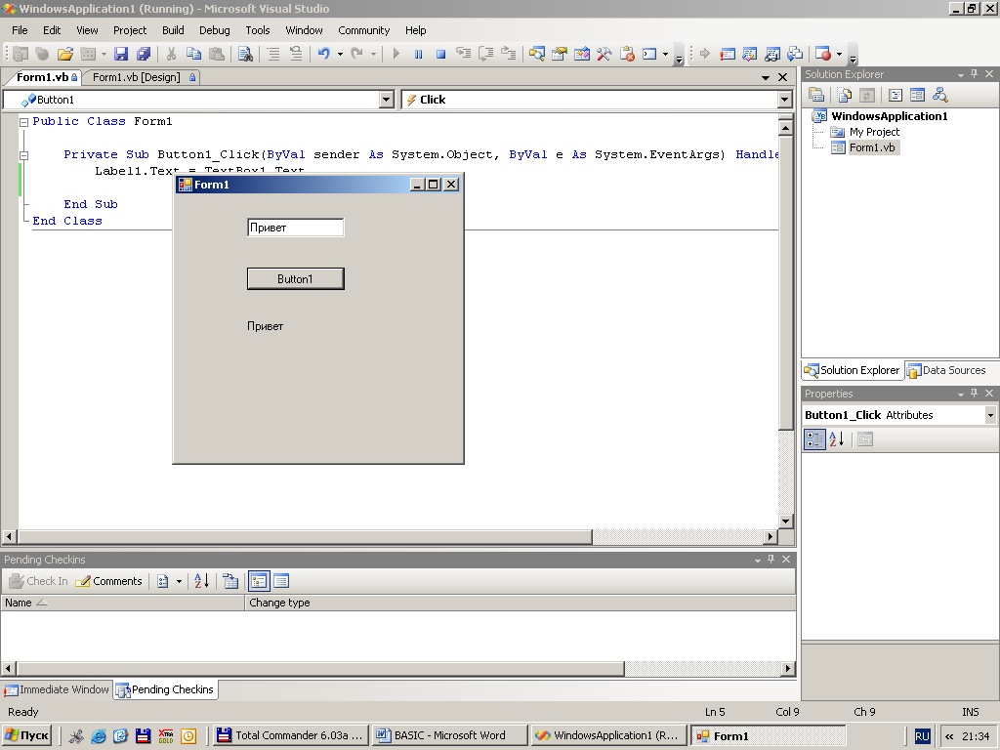 WindowsApplication1 (Running) - Microsoft Visual Studio
File Edit View Project Build Debug Tools Window Community Help
Form1.vb Form1.vb [Design]
Button1 Click
Public Class Form1
Private Sub Button1_Click(ByVal sender As System.Object, ByVal e As System.EventArgs) Handle
Label1.Text = TextBox1.Text
End Sub
End Class
Form1
Привет
Button1
Привет
Solution Explorer
WindowsApplication1
My Project
Form1.vb
Solution Explorer Data Sources
Properties
Button1_Click Attributes
Pending Checkins
Check In Comments
Name Change type
Immediate Window Pending Checkins
Ready Ln 5 Col 9 Ch 9 INS
Пуск XTRA GOLD Total Commander 6.03a ... BASIC - Microsoft Word WindowsApplication1 (R... Form1 RU « 21:34